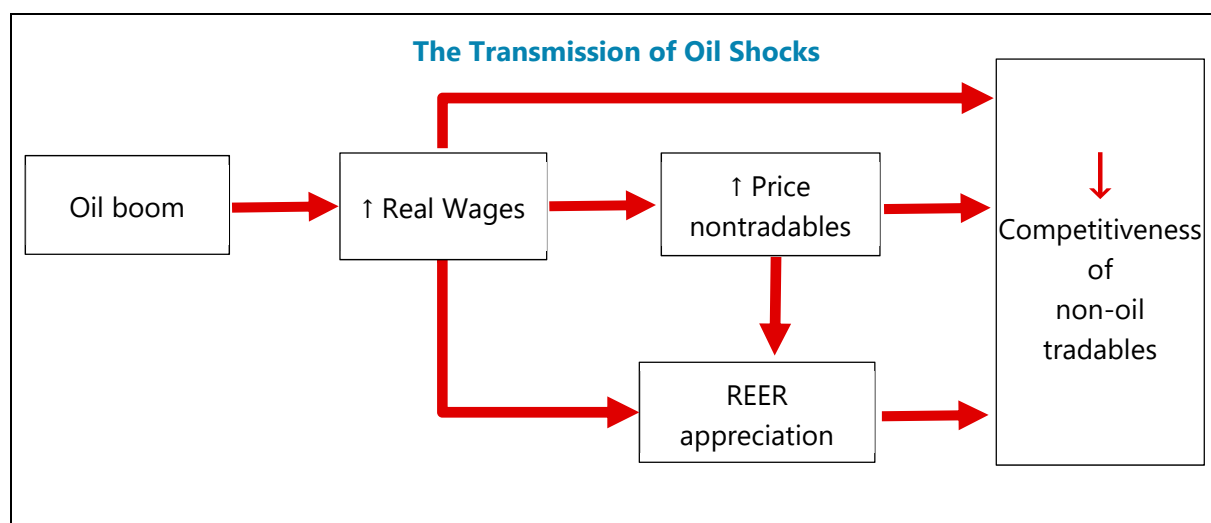 The Transmission of Oil Shocks
Oil boom
↑ Real Wages
↑ Price
nontradables
REER
appreciation
↓
Competitiveness
of
non-oil
tradables